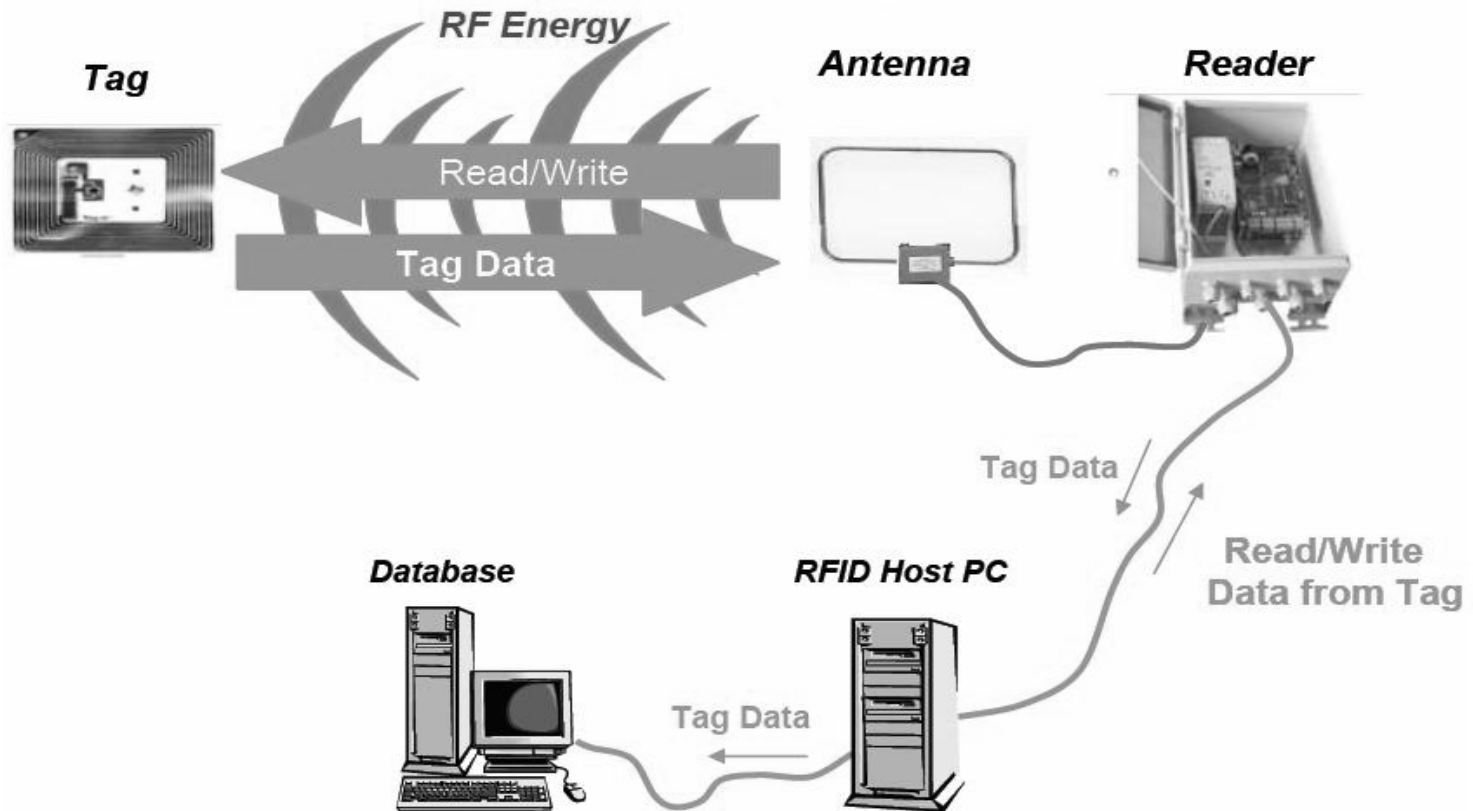 RF Energy
Tag
Antenna
Reader
Read/Write
Tag Data
Tag Data
Read/Write
Data from Tag
Database
RFID Host PC
Tag Data